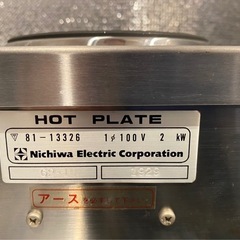 HOT PLATE
▽ 81-13326 1φ100V 2 kW
Nichiwa Electric Corporation
アース